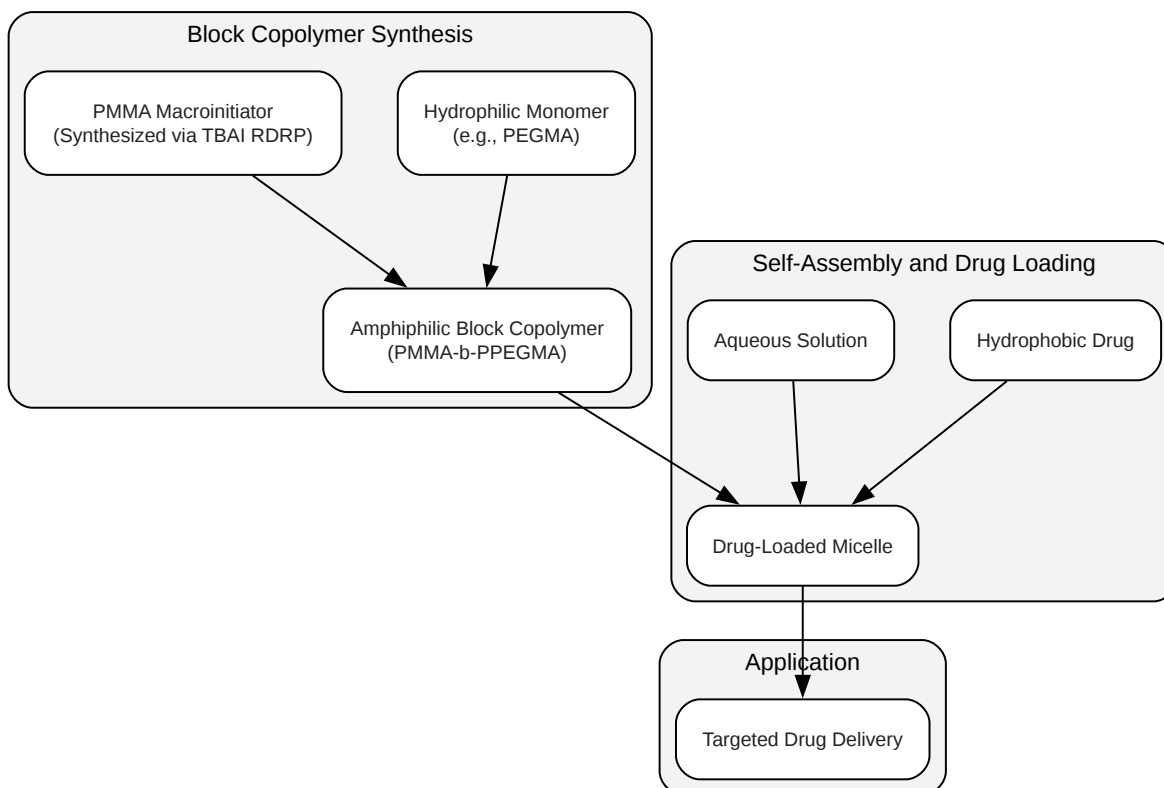 Block Copolymer Synthesis
PMMA Macroinitiator
(Synthesized via TBAI RDRP)
Hydrophilic Monomer
(e.g., PEGMA)
Amphiphilic Block Copolymer
(PMMA-b-PPEGMA)
Self-Assembly and Drug Loading
Aqueous Solution
Hydrophobic Drug
Drug-Loaded Micelle
Application
Targeted Drug Delivery